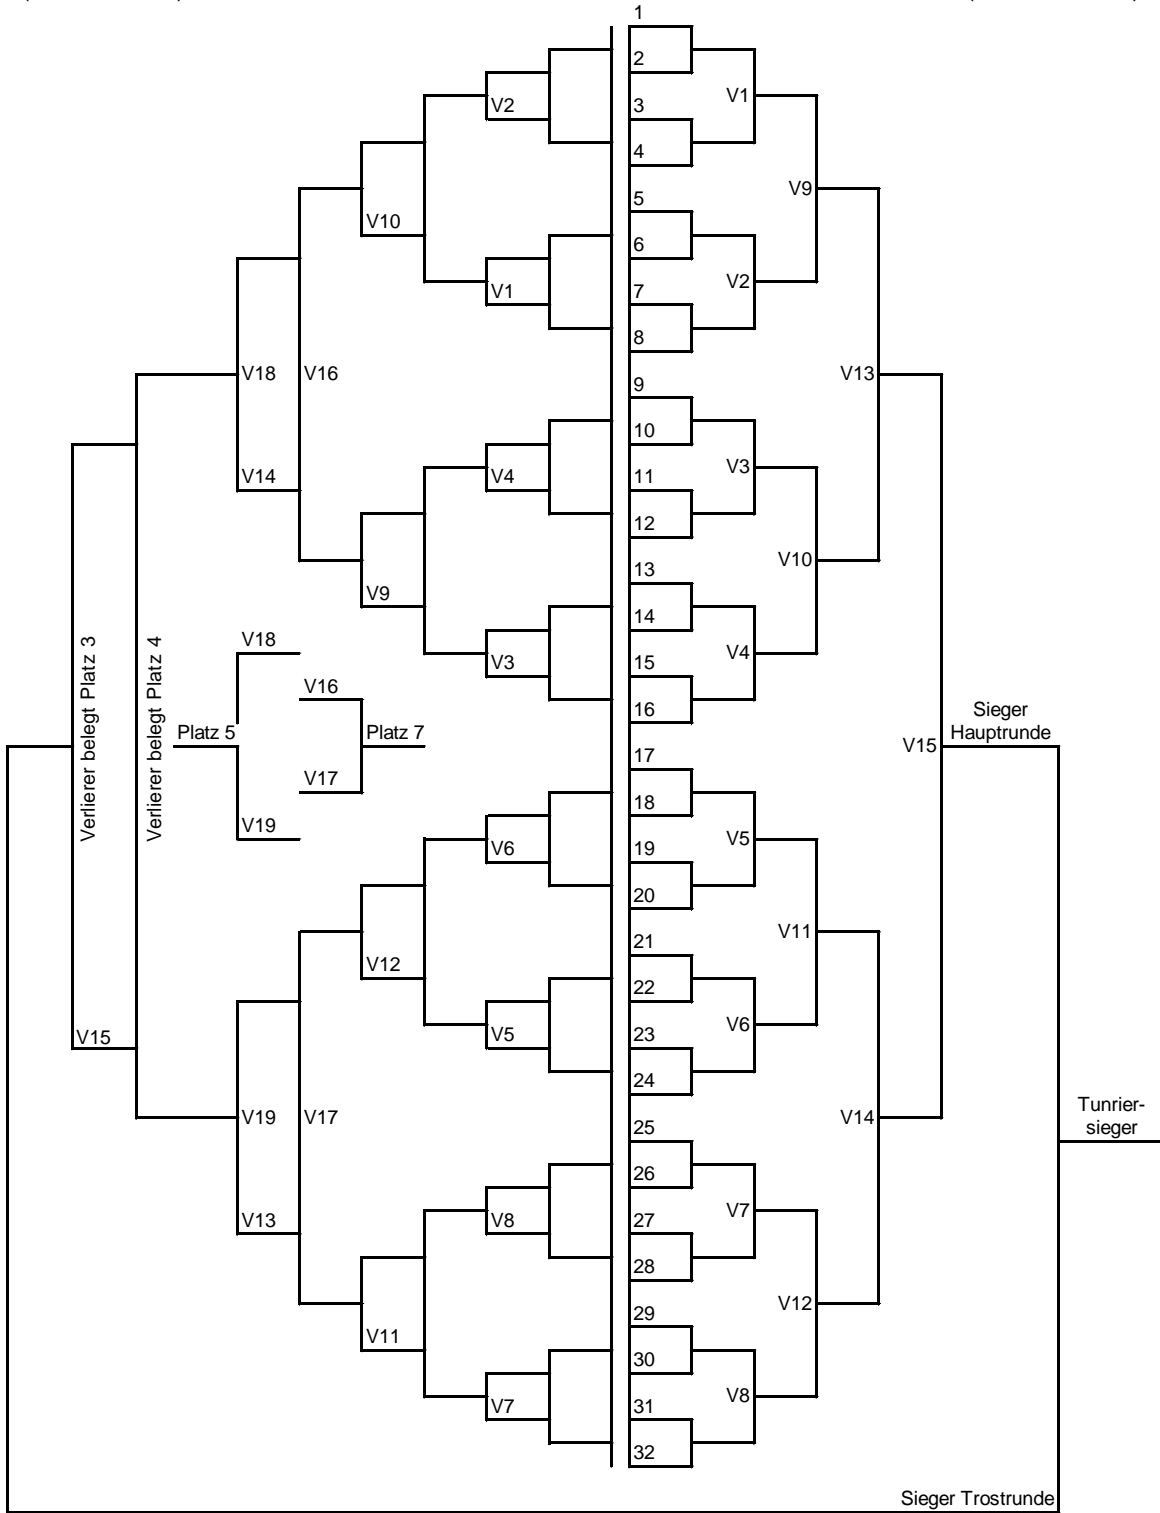 1
2
V2
V1
3
4
5
V9
V10
6
V1
V2
7
8
9
V18
V16
V13
10
V14
V4
V3
11
12
V10
13
V9
14
Verlierer belegt Platz 3
Verlierer belegt Platz 4
V18
V3
V4
15
V16
16
Sieger
Hauptrunde
Platz 5
Platz 7
V15
17
V17
18
V19
V6
V5
19
20
21
V11
V12
22
V15
V5
V6
23
24
Tunrier-
sieger
V19
V17
V14
25
26
V13
V8
V7
27
28
V12
29
V11
30
V7
V8
31
32
Sieger Trostrunde